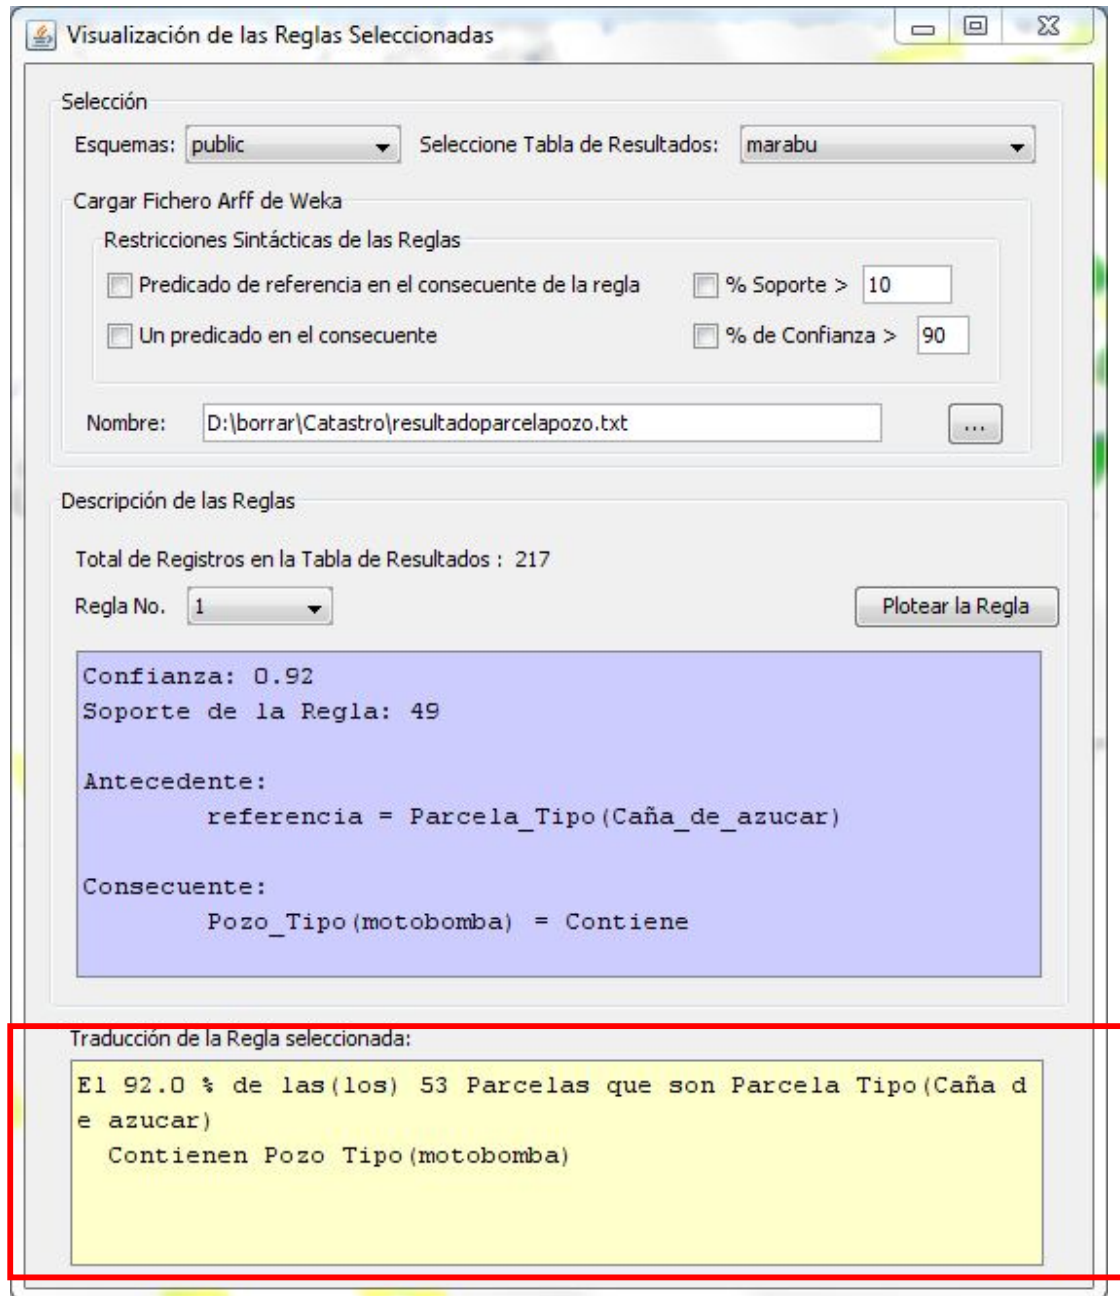 Visualización de las Reglas Seleccionadas
Selección
Esquemas: public Seleccione Tabla de Resultados: marabu
Cargar Fichero Arff de Weka
Restricciones Sintácticas de las Reglas
Predicado de referencia en el consecuente de la regla % Soporte > 10
Un predicado en el consecuente % de Confianza > 90
Nombre: D:\borrar\Catastro\resultadoparcelapozo.txt ...
Descripción de las Reglas
Total de Registros en la Tabla de Resultados : 217
Regla No. 1 Plotear la Regla
Confianza: 0.92
Soporte de la Regla: 49
Antecedente:
referencia = Parcela_Tipo(Caña_de_azucar)
Consecuente:
Pozo_Tipo(motobomba) = Contiene
Traducción de la Regla seleccionada:
El 92.0 % de las(los) 53 Parcelas que son Parcela Tipo(Caña d
e azucar)
Contienen Pozo Tipo(motobomba)